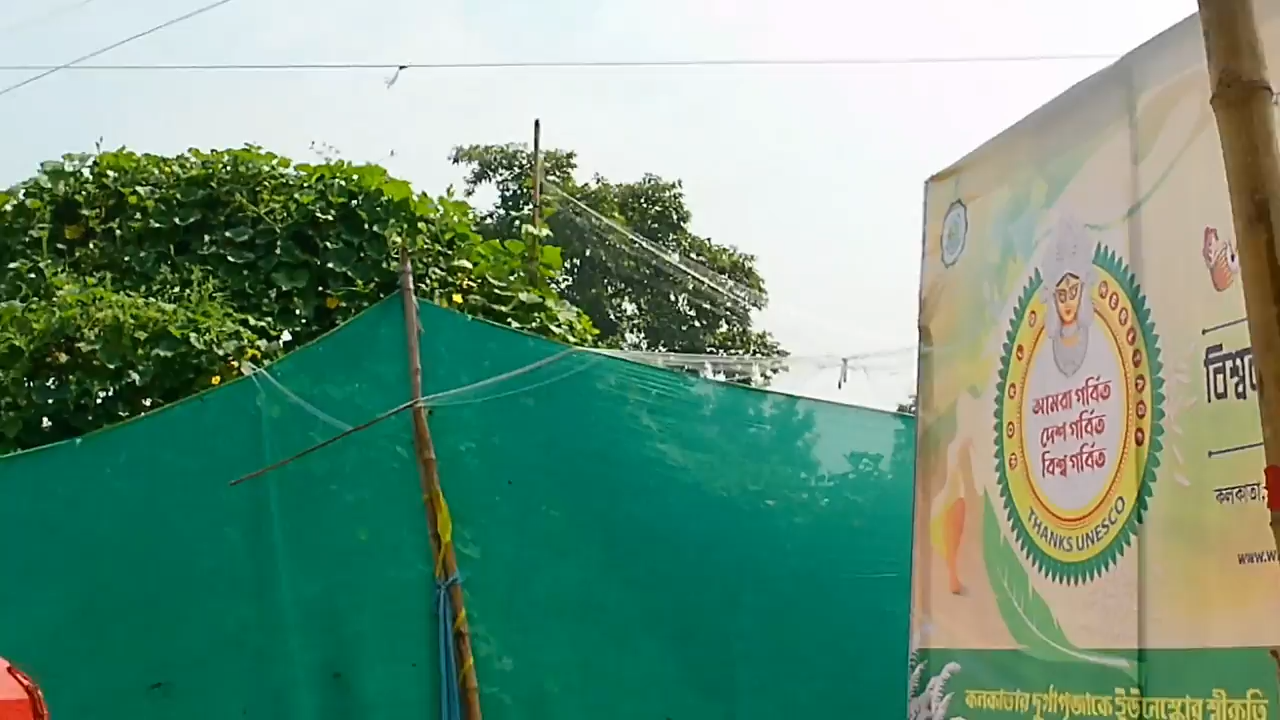 আমরা গর্বিত
দেশ গর্বিত
বিশ্ব গর্বিত
THANKS UNESCO
কলকাতা,
www.w
কলকাতার দুর্গাপূজাকে ইউনেস্কোর স্বীকৃতি